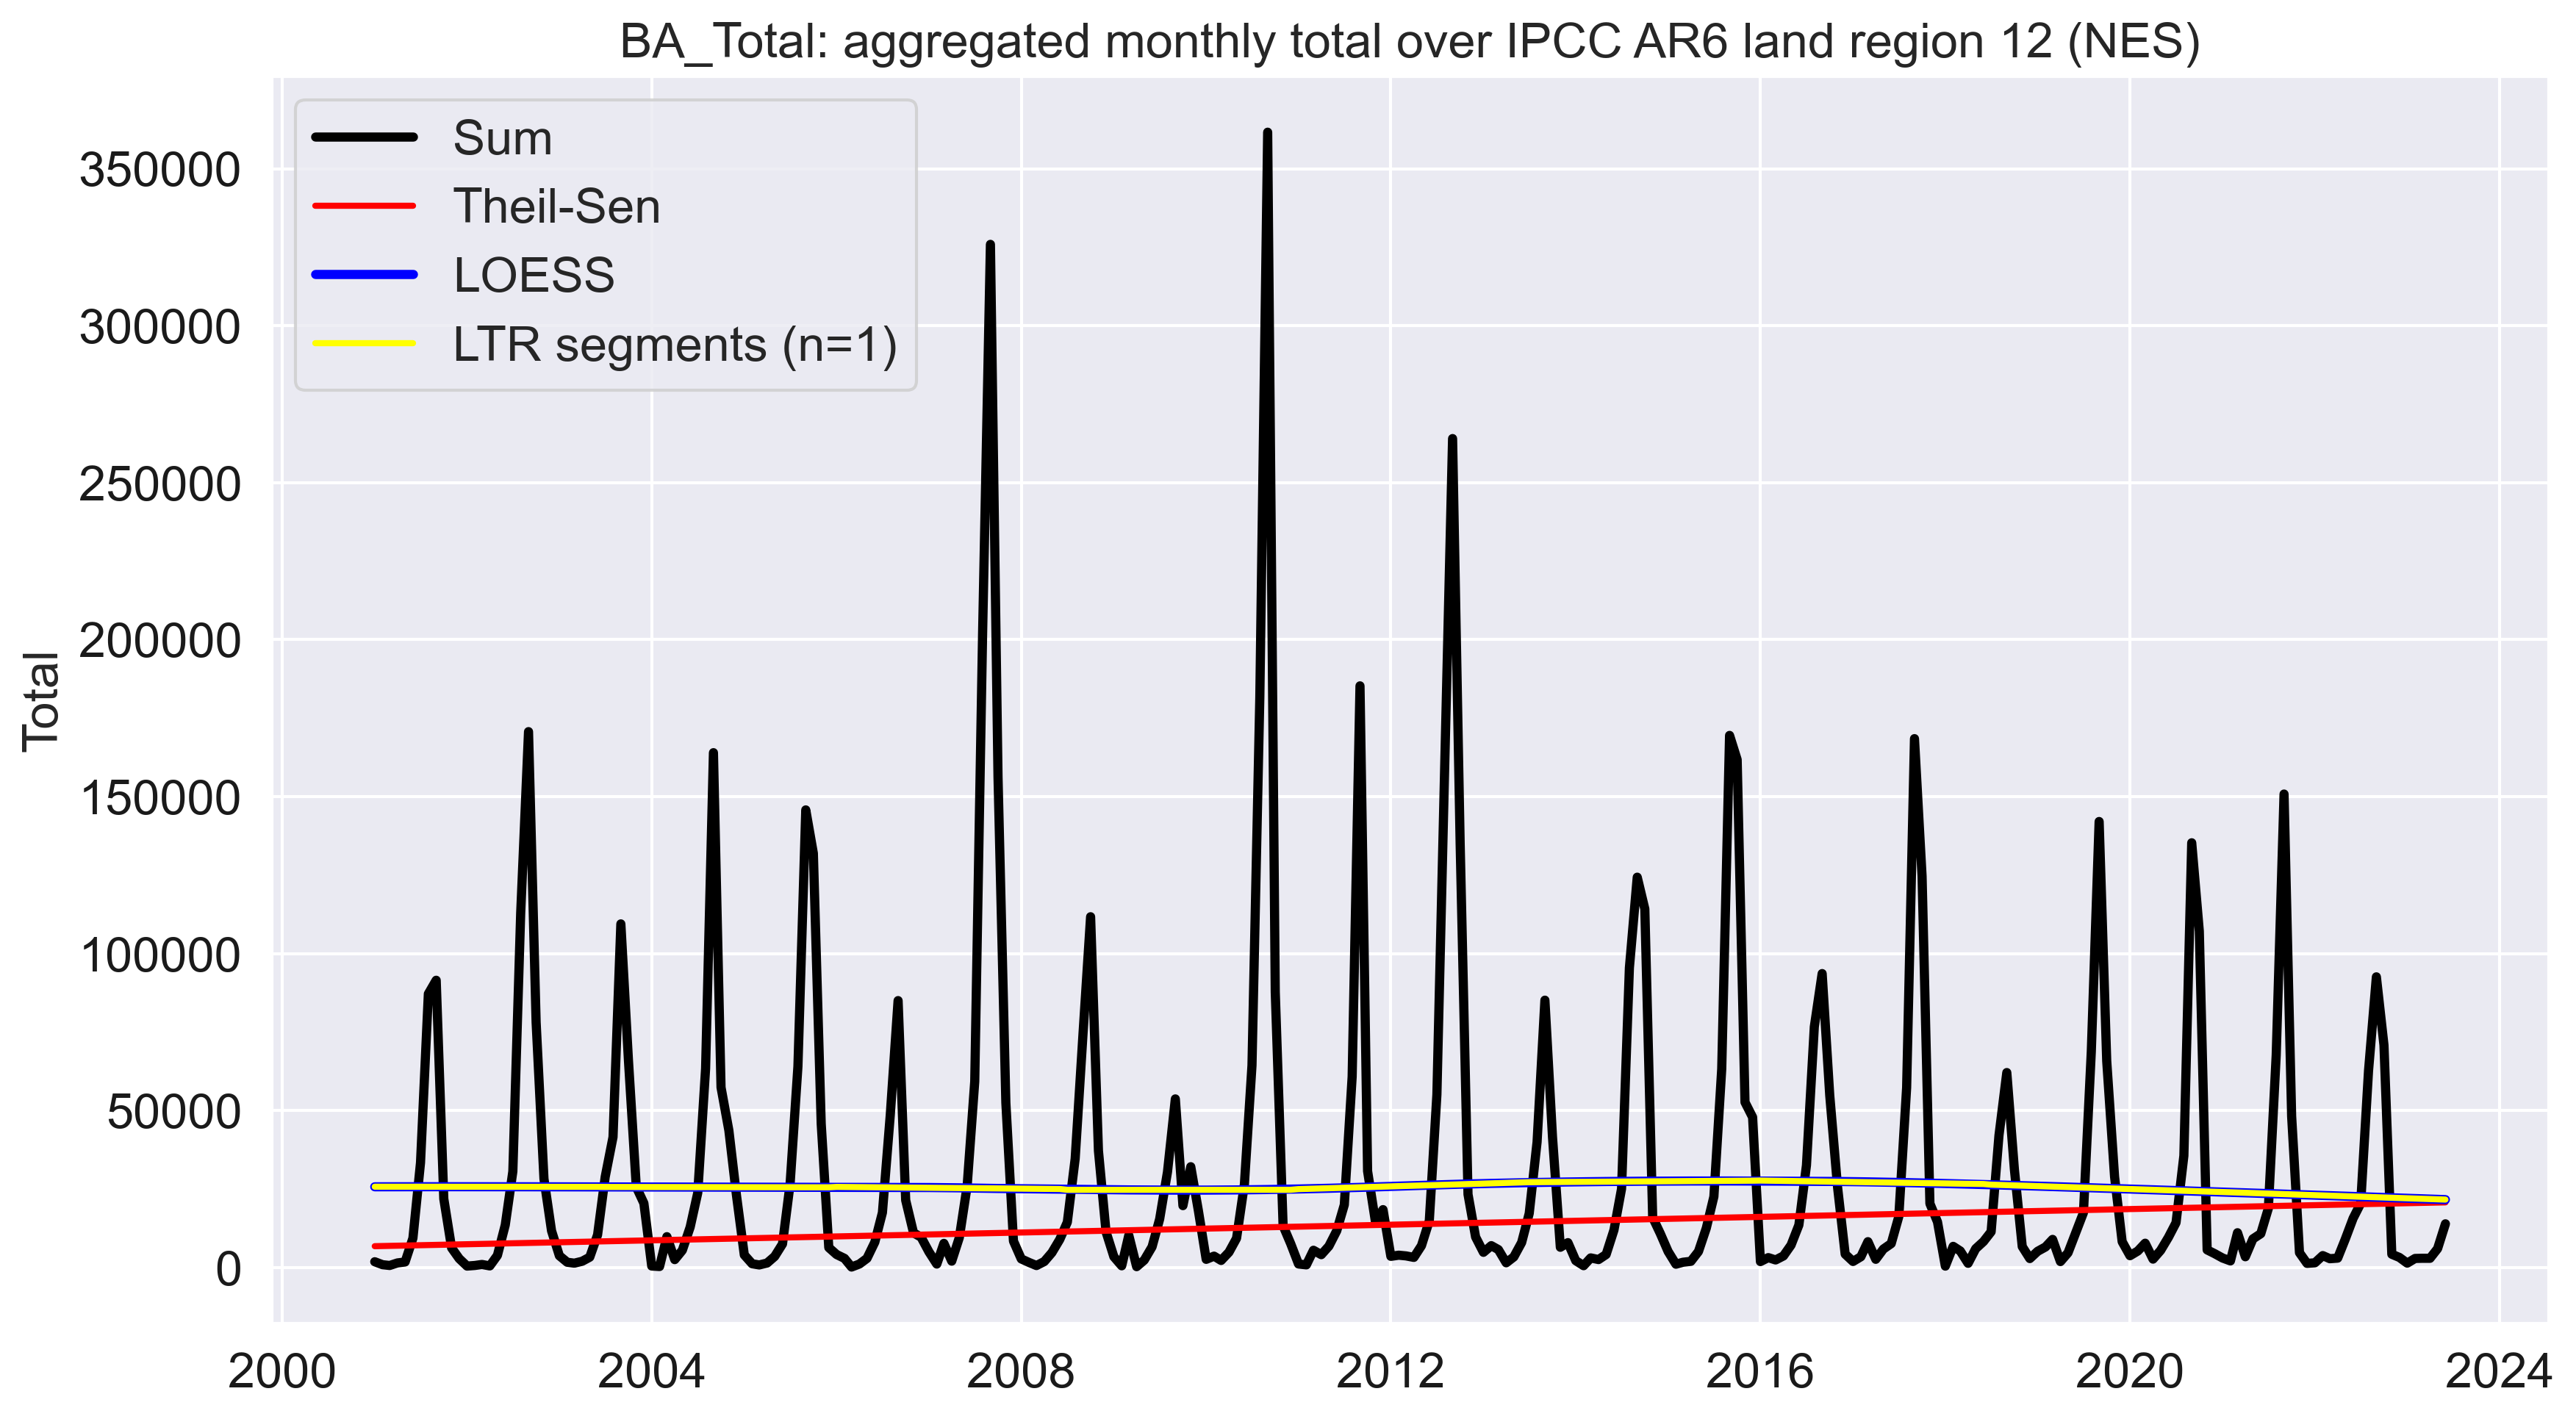 BA_Total: aggregated monthly total over IPCC AR6 land region 12 (NES)
Sum
Theil-Sen
LOESS
LTR segments (n=1)
Total
350000
300000
250000
200000
150000
100000
50000
0
2000 2004 2008 2012 2016 2020 2024